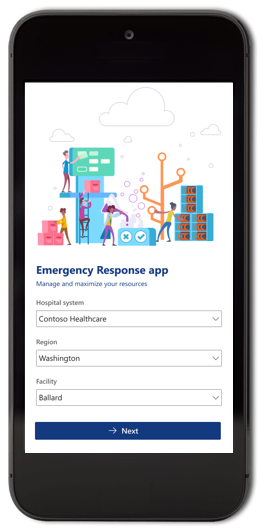 Emergency Response app
Manage and maximize your resources
Hospital system
Contoso Healthcare
Region
Washington
Facility
Ballard
→ Next